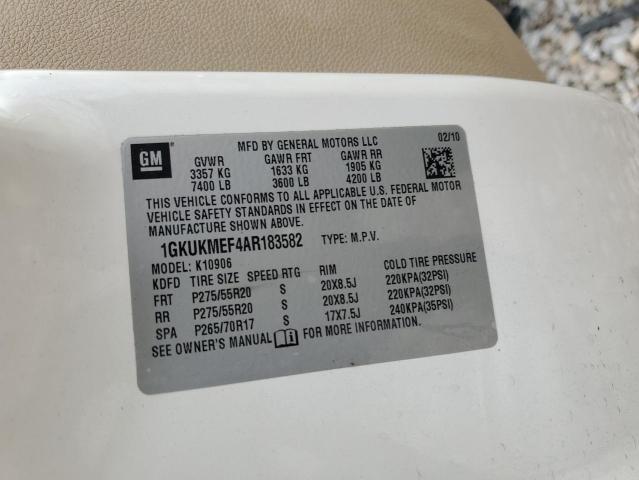 MFD BY GENERAL MOTORS LLC 02/10
GM GVWR GAWR FRT GAWR RR
3357 KG 1633 KG 1905 KG
7400 LB 3600 LB 4200 LB
THIS VEHICLE CONFORMS TO ALL APPLICABLE U.S. FEDERAL MOTOR
VEHICLE SAFETY STANDARDS IN EFFECT ON THE DATE OF
MANUFACTURE SHOWN ABOVE.
1GKUKMEF4AR183582 TYPE: M.P.V.
MODEL: K10906
KDFD TIRE SIZE SPEED RTG RIM COLD TIRE PRESSURE
FRT P275/55R20 S 20X8.5J 220KPA(32PSI)
RR P275/55R20 S 20X8.5J 220KPA(32PSI)
SPA P265/70R17 S 17X7.5J 240KPA(35PSI)
SEE OWNER'S MANUAL FOR MORE INFORMATION.